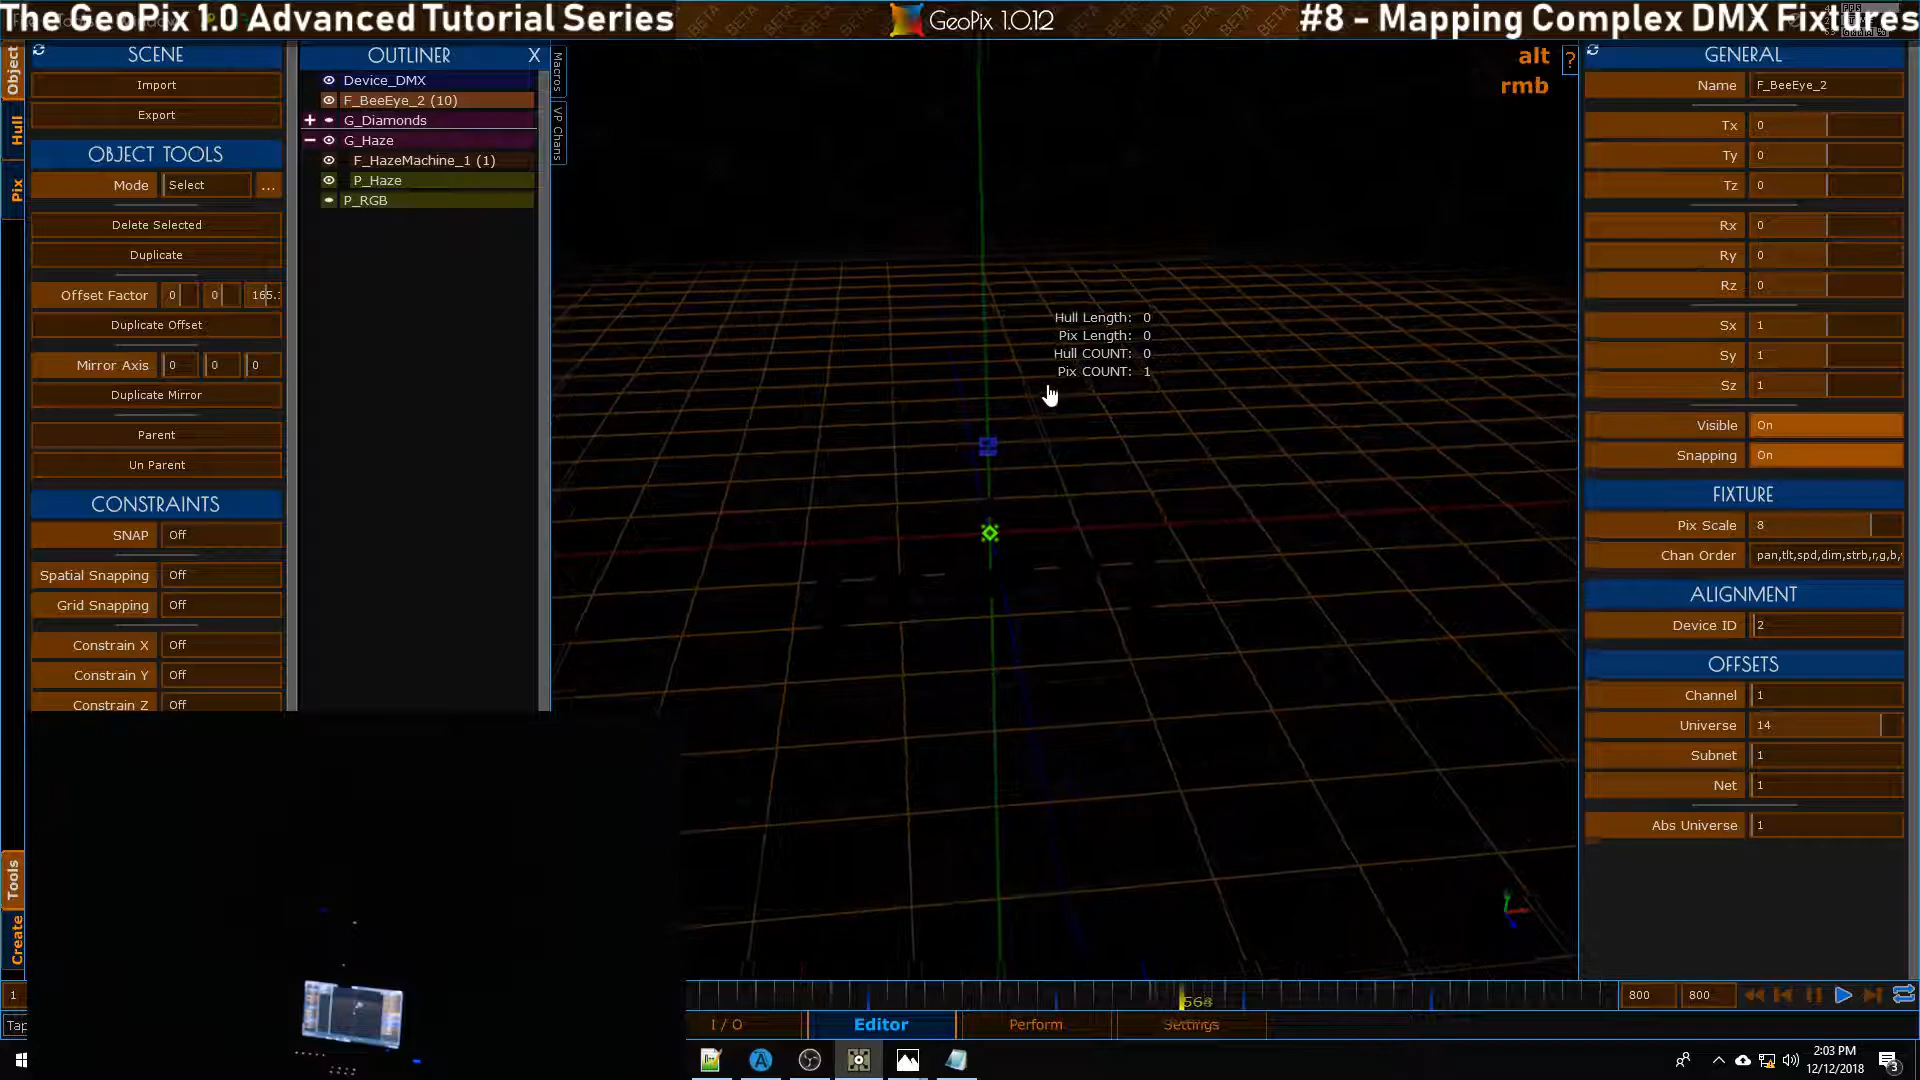 The GeoPix 1.0 Advanced Tutorial Series
GeoPix 1.0.12
#8 - Mapping Complex DMX Fixtures
Object
Hull
Pix
Tools
Create
SCENE
Import
Export
OBJECT TOOLS
Mode Select ...
Delete Selected
Duplicate
Offset Factor 0 0 165.
Duplicate Offset
Mirror Axis 0 0 0
Duplicate Mirror
Parent
Un Parent
CONSTRAINTS
SNAP Off
Spatial Snapping Off
Grid Snapping Off
Constrain X Off
Constrain Y Off
Constrain Z Off
OUTLINER X
Device_DMX
F_BeeEye_2 (10)
+ G_Diamonds
− G_Haze
F_HazeMachine_1 (1)
P_Haze
P_RGB
Macros
VP Chans
alt
rmb
?
Hull Length: 0
Pix Length: 0
Hull COUNT: 0
Pix COUNT: 1
GENERAL
Name F_BeeEye_2
Tx 0
Ty 0
Tz 0
Rx 0
Ry 0
Rz 0
Sx 1
Sy 1
Sz 1
Visible On
Snapping On
FIXTURE
Pix Scale 8
Chan Order pan,tlt,spd,dim,strb,r,g,b,
ALIGNMENT
Device ID 2
OFFSETS
Channel 1
Universe 14
Subnet 1
Net 1
Abs Universe 1
1
568
800 800
Tap
I / O Editor Perform Settings
2:03 PM
12/12/2018
3